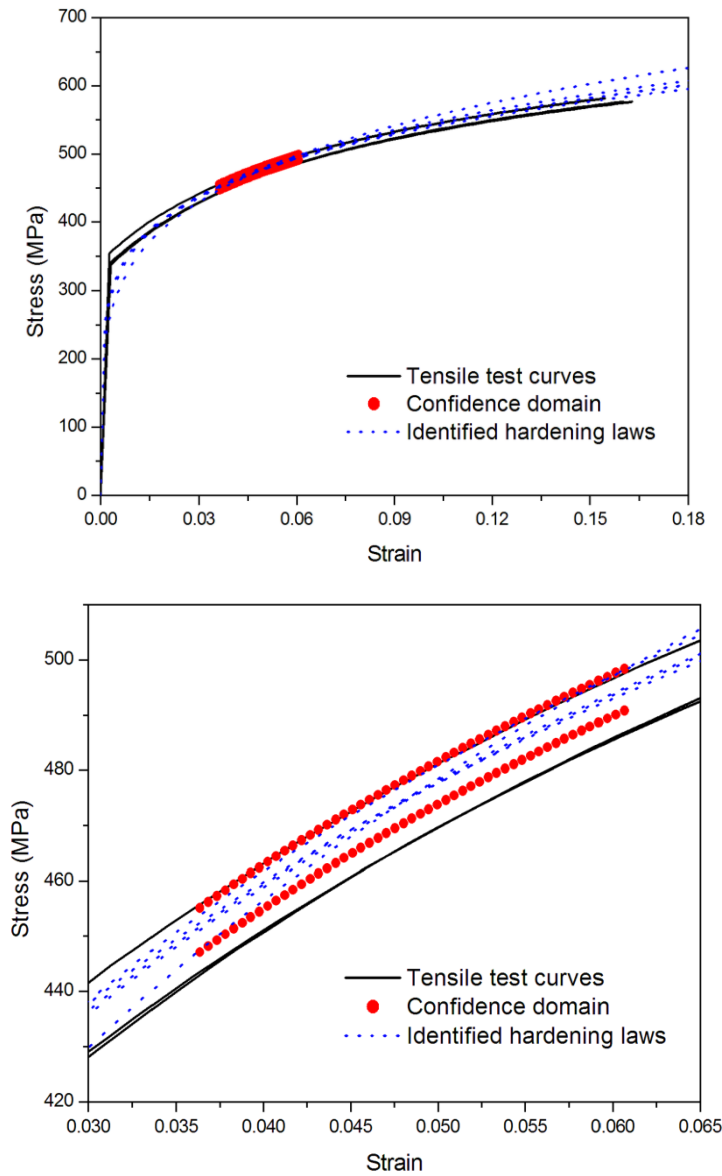 700
600
500
400
300
200
100
0
Stress (MPa)
Tensile test curves
Confidence domain
Identified hardening laws
0.00 0.03 0.06 0.09 0.12 0.15 0.18
Strain
500
480
460
440
420
Stress (MPa)
Tensile test curves
Confidence domain
Identified hardening laws
0.030 0.035 0.040 0.045 0.050 0.055 0.060 0.065
Strain